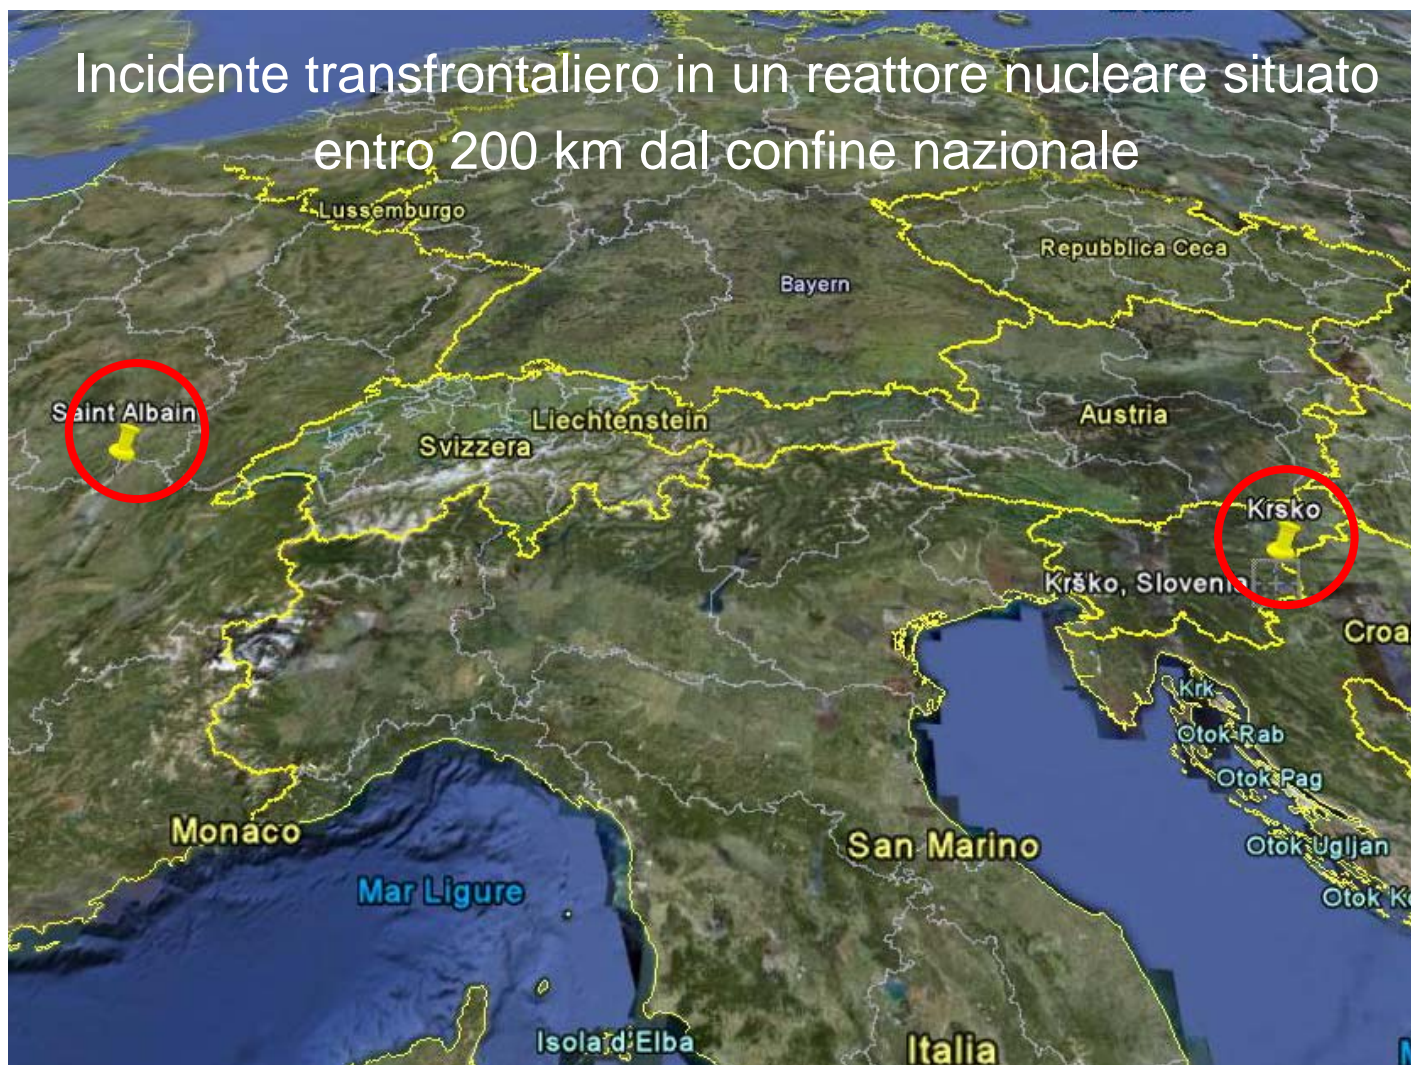 Incidente transfrontaliero in un reattore nucleare situato
entro 200 km dal confine nazionale
Lussemburgo
Repubblica Ceca
Bayern
Saint Albain
Liechtenstein
Austria
Svizzera
Krsko
Krško, Slovenia
Croa
Krk
Otok Rab
Otok Pag
Monaco
San Marino
Otok Ugljan
Mar Ligure
Otok
Isola d'Elba
Italia